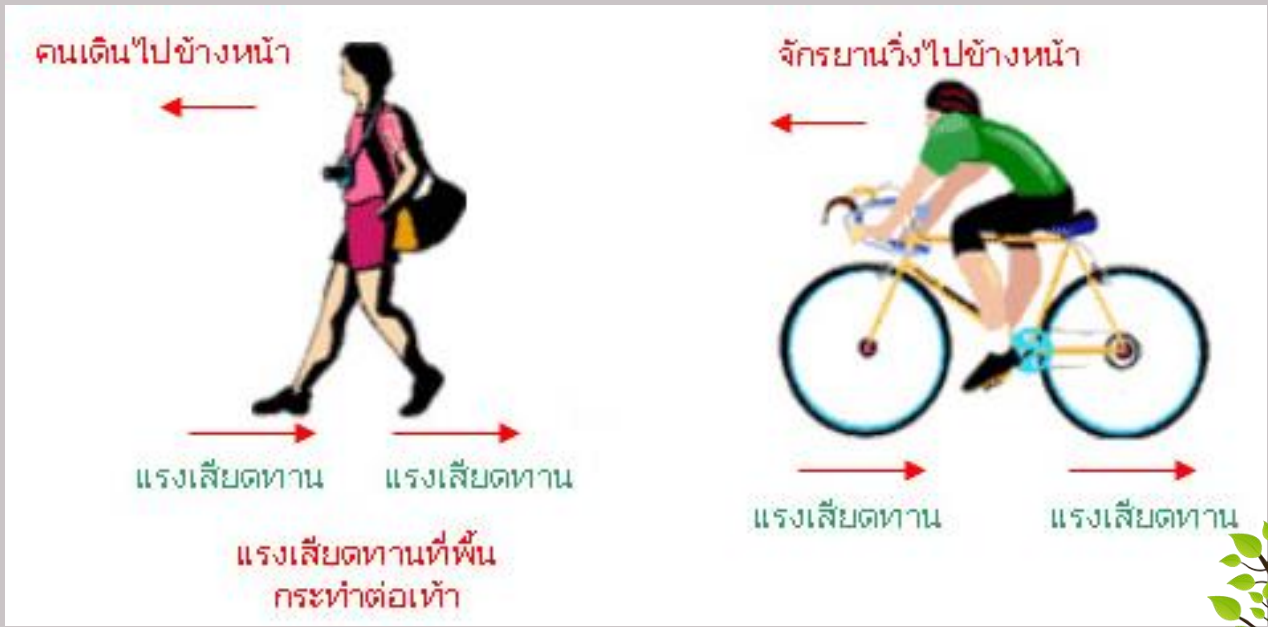 คนเดินไปข้างหน้า
แรงเสียดทาน แรงเสียดทาน
แรงเสียดทานที่พื้น
กระทำต่อเท้า
จักรยานวิ่งไปข้างหน้า
แรงเสียดทาน แรงเสียดทาน